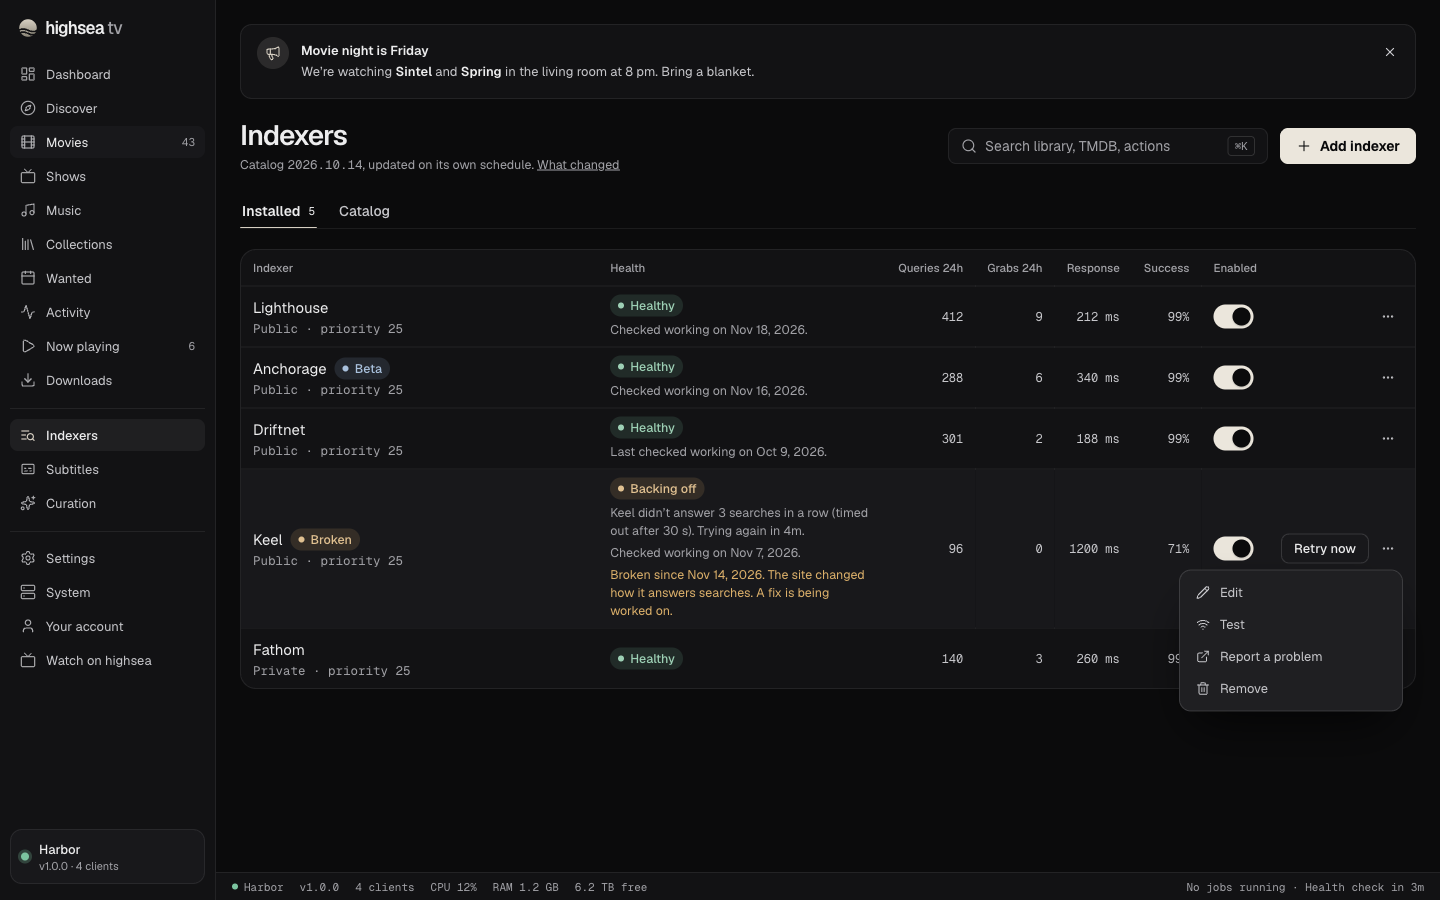 highsea tv
Dashboard
Discover
Movies 43
Shows
Music
Collections
Wanted
Activity
Now playing 6
Downloads
Indexers
Subtitles
Curation
Settings
System
Your account
Watch on highsea
Harbor
v1.0.0 · 4 clients
Movie night is Friday
We're watching Sintel and Spring in the living room at 8 pm. Bring a blanket.
Indexers
Catalog 2026.10.14, updated on its own schedule. What changed
Search library, TMDB, actions ⌘K
Add indexer
Installed 5 Catalog
Indexer Health Queries 24h Grabs 24h Response Success Enabled
Lighthouse
Public · priority 25
Healthy
Checked working on Nov 18, 2026.
412 9 212 ms 99%
Anchorage Beta
Public · priority 25
Healthy
Checked working on Nov 16, 2026.
288 6 340 ms 99%
Driftnet
Public · priority 25
Healthy
Last checked working on Oct 9, 2026.
301 2 188 ms 99%
Keel Broken
Public · priority 25
Backing off
Keel didn't answer 3 searches in a row (timed
out after 30 s). Trying again in 4m.
Checked working on Nov 7, 2026.
Broken since Nov 14, 2026. The site changed
how it answers searches. A fix is being
worked on.
96 0 1200 ms 71% Retry now
Edit
Test
Report a problem
Remove
Fathom
Private · priority 25
Healthy
140 3 260 ms
Harbor v1.0.0 4 clients CPU 12% RAM 1.2 GB 6.2 TB free
No jobs running · Health check in 3m